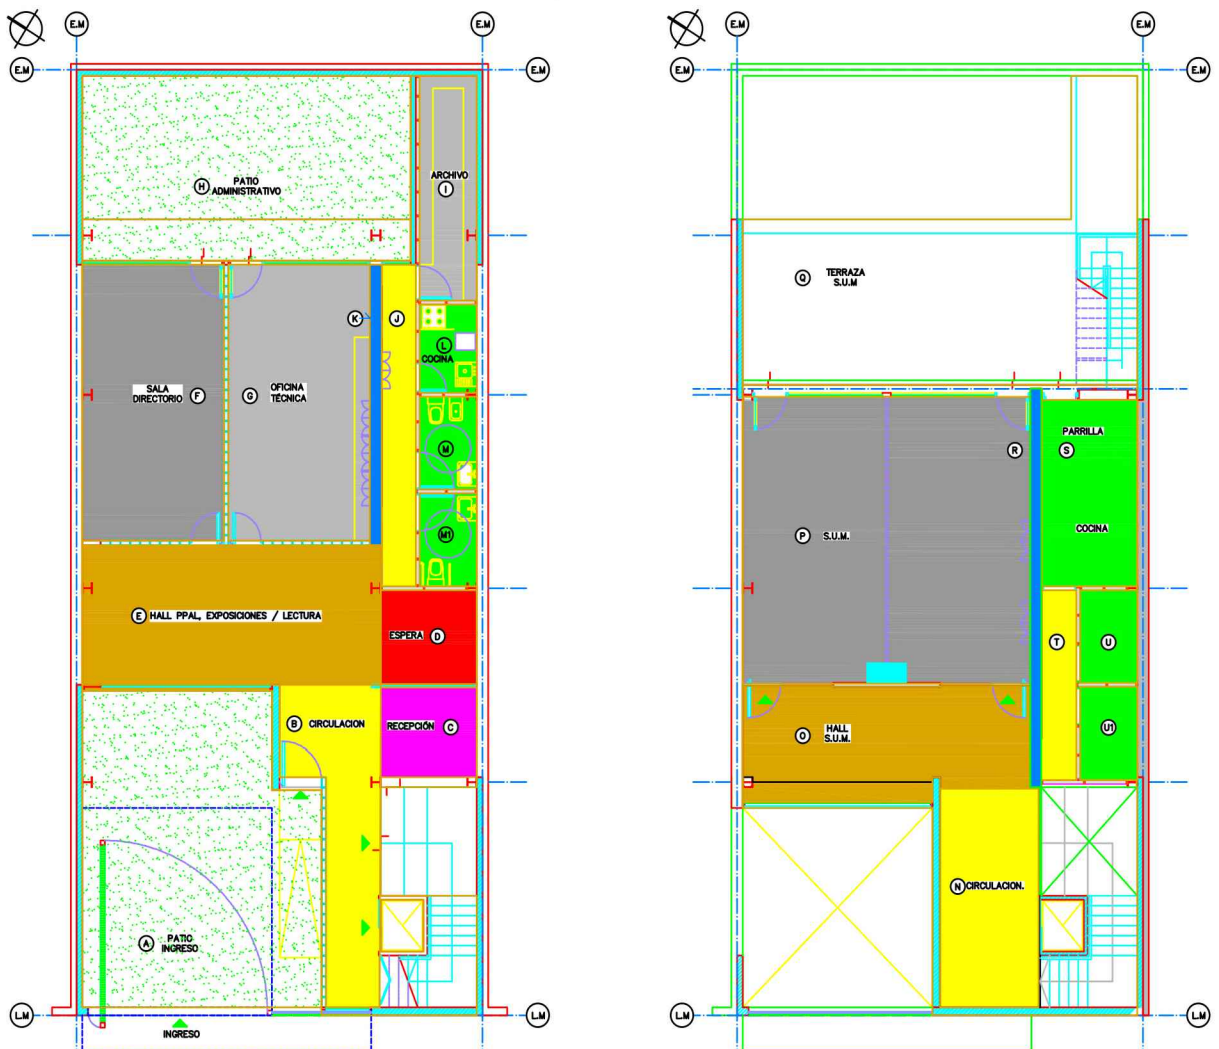 E.M
E.M
E.M
E.M
H
PATIO
ADMINISTRATIVO
ARCHIVO
I
K
J
L
COCINA
SALA
DIRECTORIO
F
G
OFICINA
TÉCNICA
M
M1
E HALL PPAL, EXPOSICIONES / LECTURA
ESPERA D
B CIRCULACION
RECEPCIÓN C
A
PATIO
INGRESO
L.M
L.M
INGRESO
E.M
E.M
E.M
E.M
Q
TERRAZA
S.U.M
PARRILLA
R
S
COCINA
P S.U.M.
T
U
O
HALL
S.U.M.
U1
N CIRCULACION.
L.M
L.M